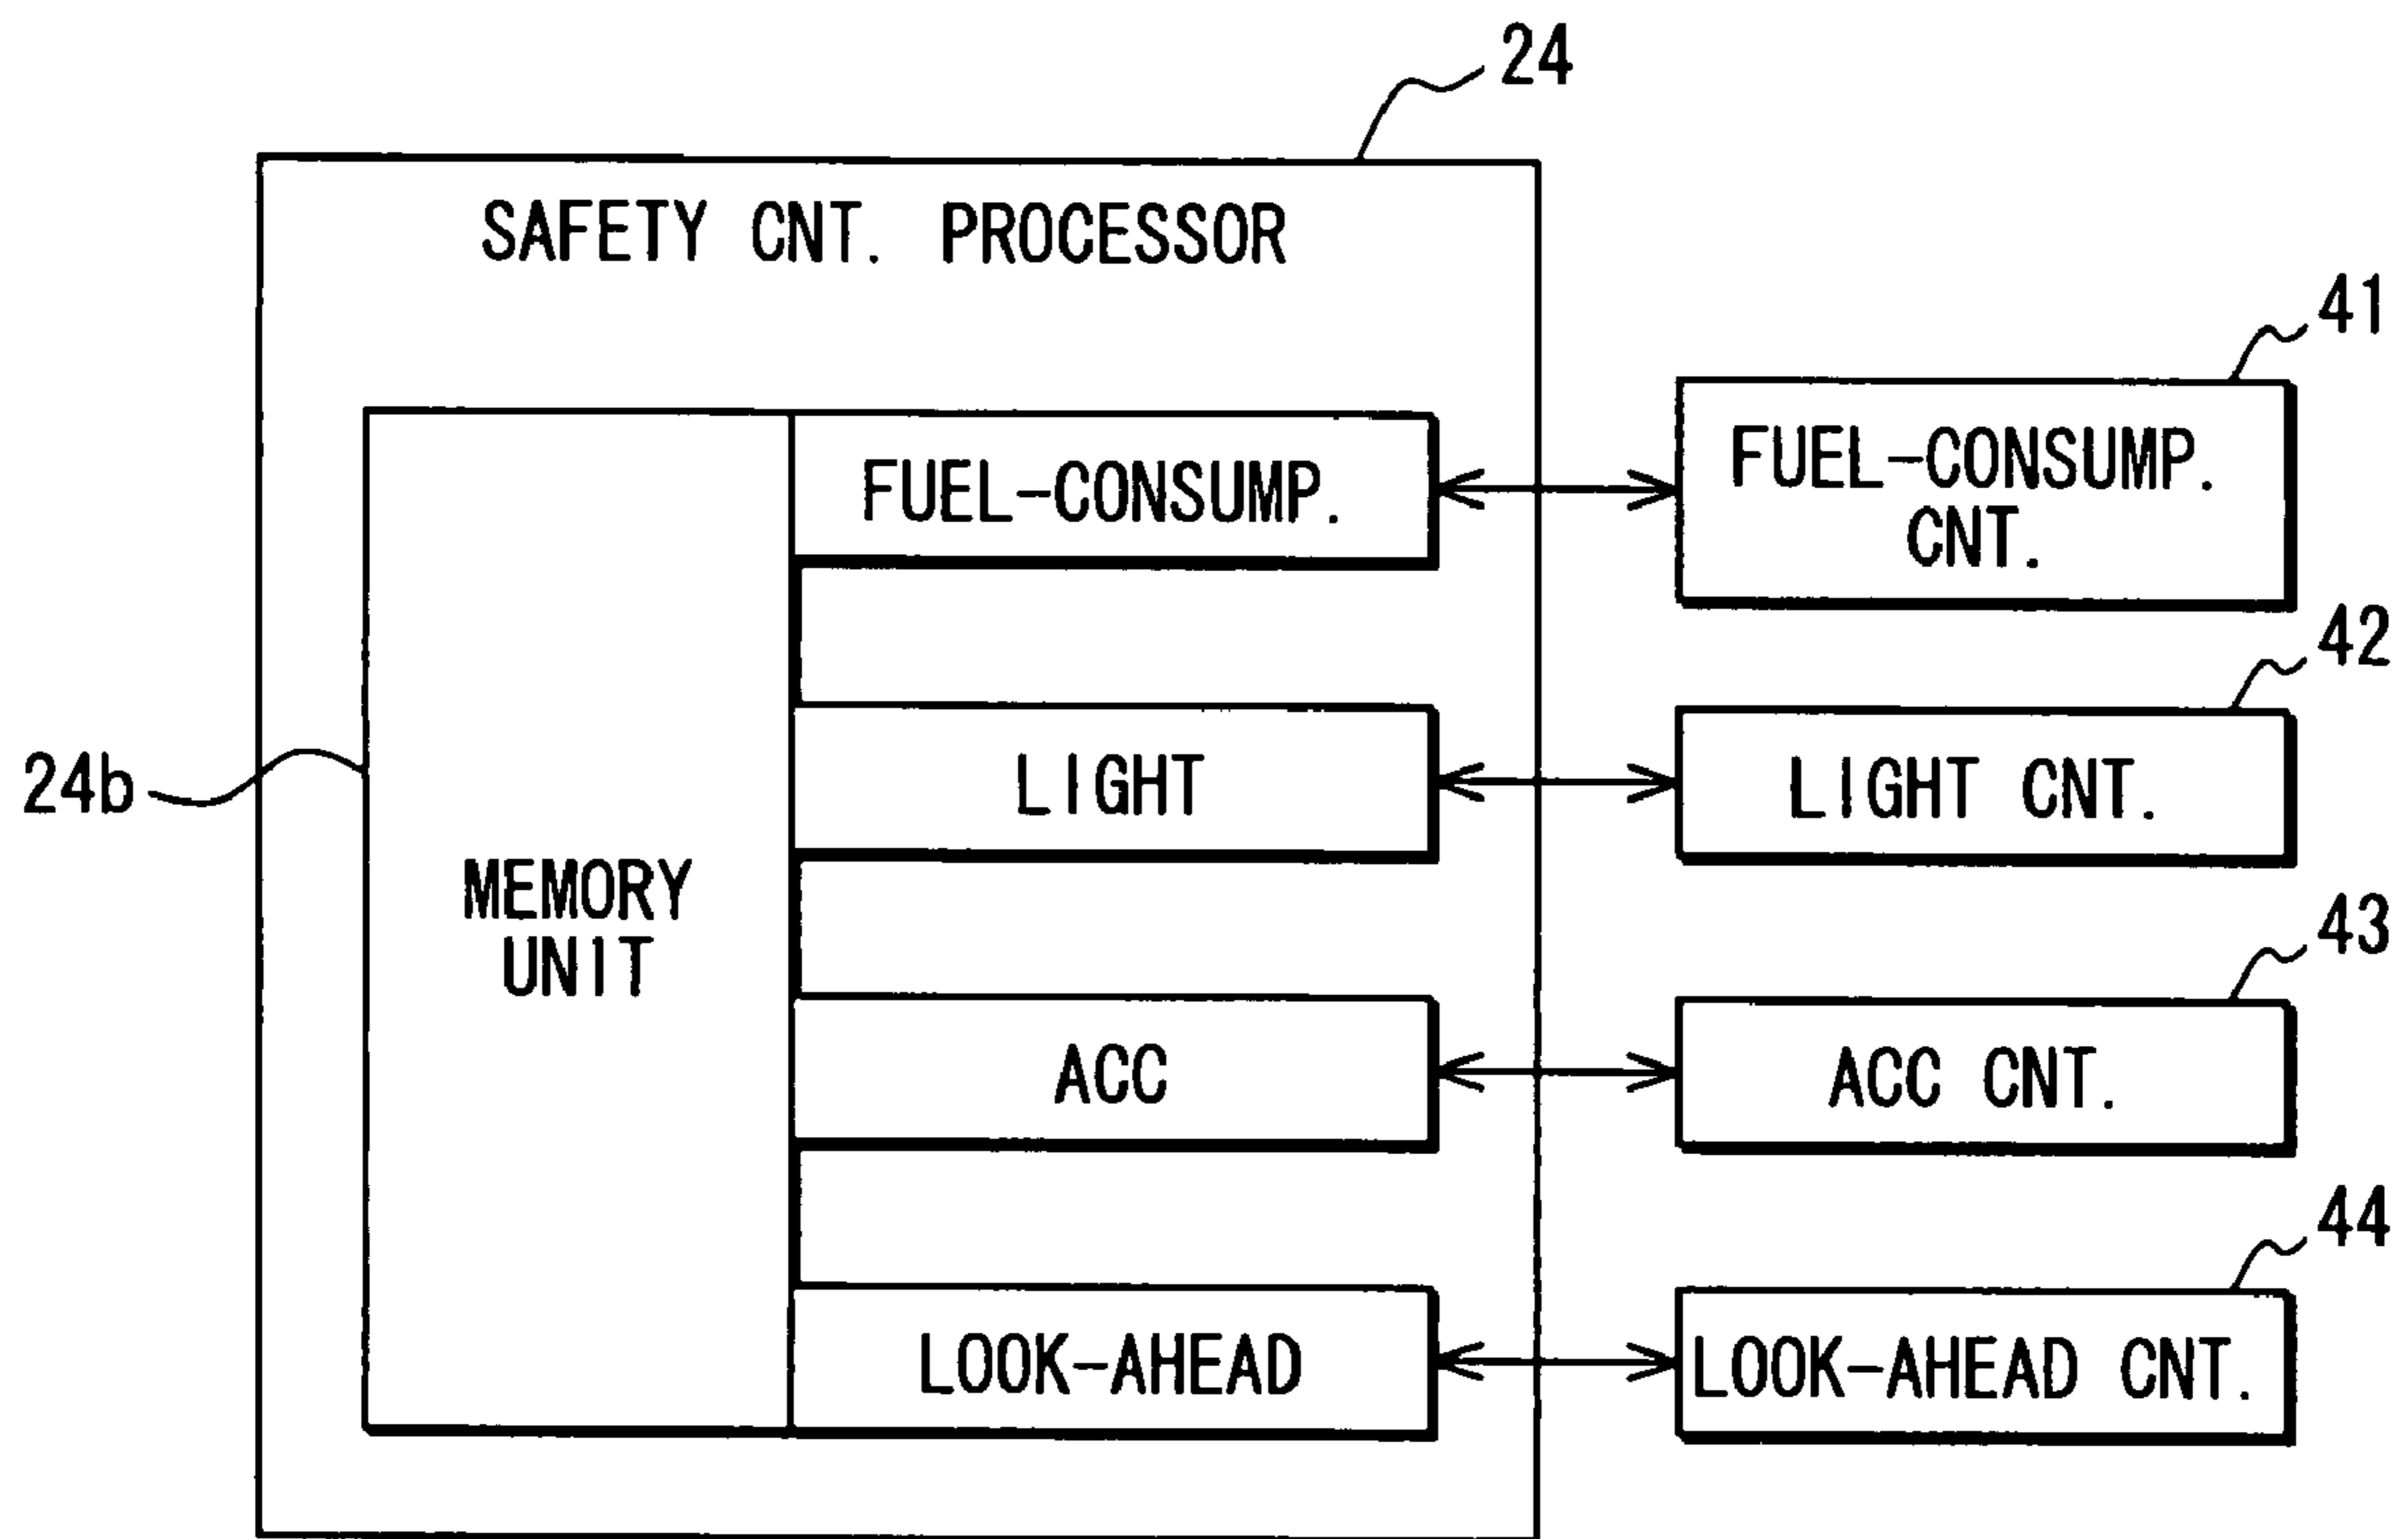 24
SAFETY CNT. PROCESSOR
41
FUEL-CONSUMP.
FUEL-CONSUMP.
CNT.
42
24b
LIGHT
LIGHT CNT.
MEMORY
UNIT
43
ACC
ACC CNT.
44
LOOK-AHEAD
LOOK-AHEAD CNT.